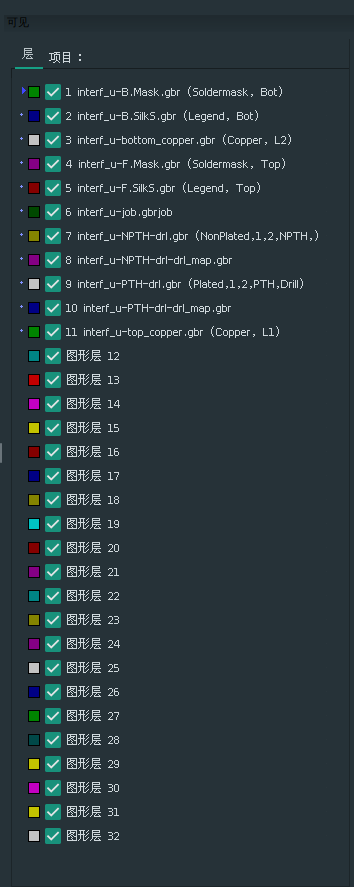 可见
层 项目：
1 interf_u-B.Mask.gbr (Soldermask, Bot)
2 interf_u-B.SilkS.gbr (Legend, Bot)
3 interf_u-bottom_copper.gbr (Copper, L2)
4 interf_u-F.Mask.gbr (Soldermask, Top)
5 interf_u-F.SilkS.gbr (Legend, Top)
6 interf_u-job.gbrjob
7 interf_u-NPTH-drl.gbr (NonPlated,1,2,NPTH,)
8 interf_u-NPTH-drl-drl_map.gbr
9 interf_u-PTH-drl.gbr (Plated,1,2,PTH,Drill)
10 interf_u-PTH-drl-drl_map.gbr
11 interf_u-top_copper.gbr (Copper, L1)
图形层 12
图形层 13
图形层 14
图形层 15
图形层 16
图形层 17
图形层 18
图形层 19
图形层 20
图形层 21
图形层 22
图形层 23
图形层 24
图形层 25
图形层 26
图形层 27
图形层 28
图形层 29
图形层 30
图形层 31
图形层 32